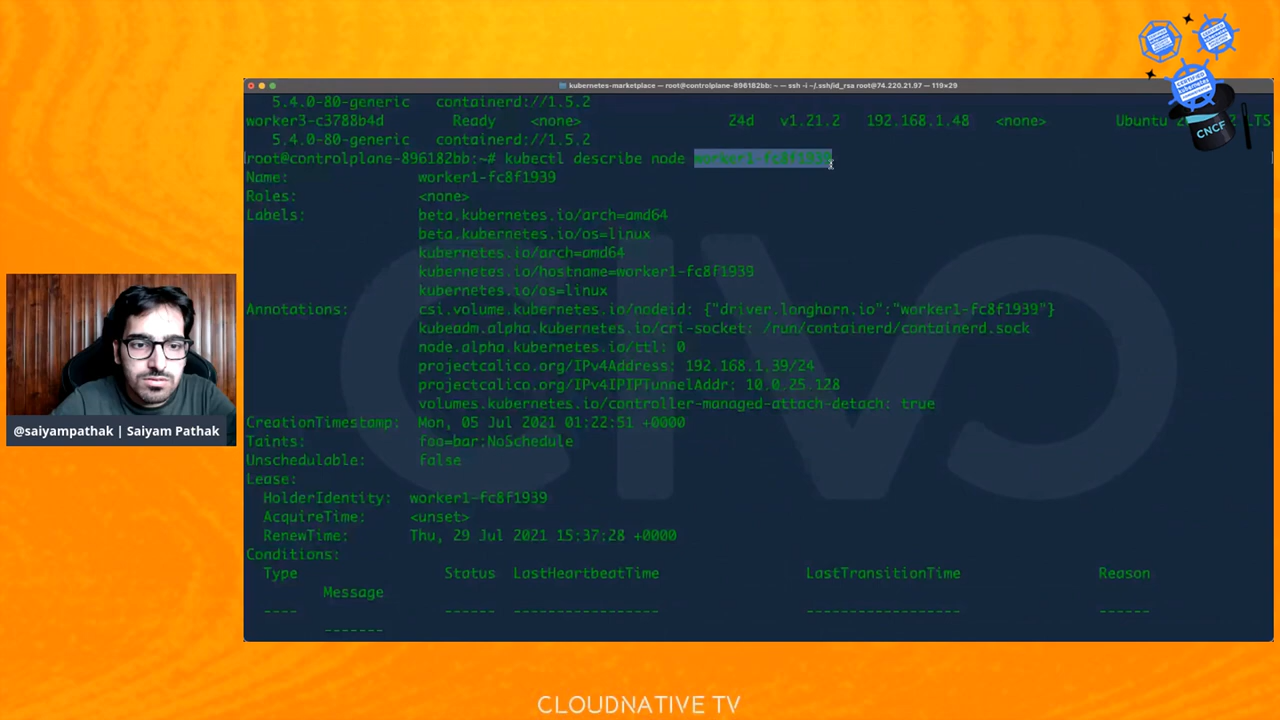 kubernetes-marketplace — root@controlplane-896182bb: ~ — ssh -i ~/.ssh/id_rsa root@74.220.21.97 — 119×29
5.4.0-80-generic containerd://1.5.2
worker3-c3788b4d Ready <none> 24d v1.21.2 192.168.1.48 <none> Ubuntu LTS
5.4.0-80-generic containerd://1.5.2
root@controlplane-896182bb:~# kubectl describe node worker1-fc8f1939
Name: worker1-fc8f1939
Roles: <none>
Labels: beta.kubernetes.io/arch=amd64
beta.kubernetes.io/os=linux
kubernetes.io/arch=amd64
kubernetes.io/hostname=worker1-fc8f1939
kubernetes.io/os=linux
Annotations: csi.volume.kubernetes.io/nodeid: {"driver.longhorn.io":"worker1-fc8f1939"}
kubeadm.alpha.kubernetes.io/cri-socket: /run/containerd/containerd.sock
node.alpha.kubernetes.io/ttl: 0
projectcalico.org/IPv4Address: 192.168.1.39/24
projectcalico.org/IPv4IPIPTunnelAddr: 10.0.25.128
volumes.kubernetes.io/controller-managed-attach-detach: true
CreationTimestamp: Mon, 05 Jul 2021 01:22:51 +0000
Taints: foo=bar:NoSchedule
Unschedulable: false
Lease:
HolderIdentity: worker1-fc8f1939
AcquireTime: <unset>
RenewTime: Thu, 29 Jul 2021 15:37:28 +0000
Conditions:
Type Status LastHeartbeatTime LastTransitionTime Reason
Message
---- ------ ----------------- ------------------ ------
-------
CIVO
CNCF
@saiyampathak | Saiyam Pathak
CLOUDNATIVE TV